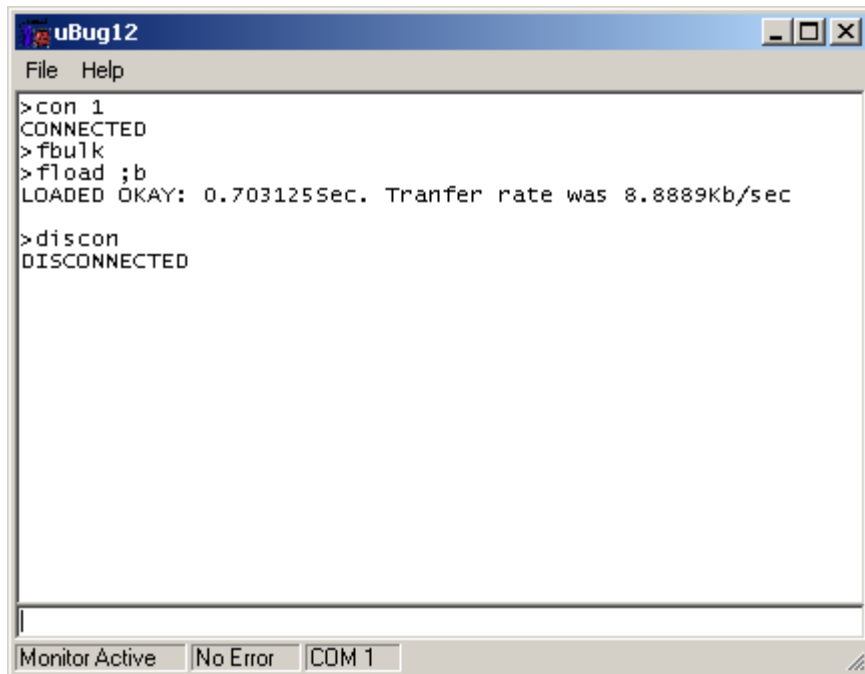 uBug12
File Help
>con 1
CONNECTED
>fbulk
>fload ;b
LOADED OKAY: 0.703125Sec. Tranfer rate was 8.8889Kb/sec
>discon
DISCONNECTED
Monitor Active No Error COM 1